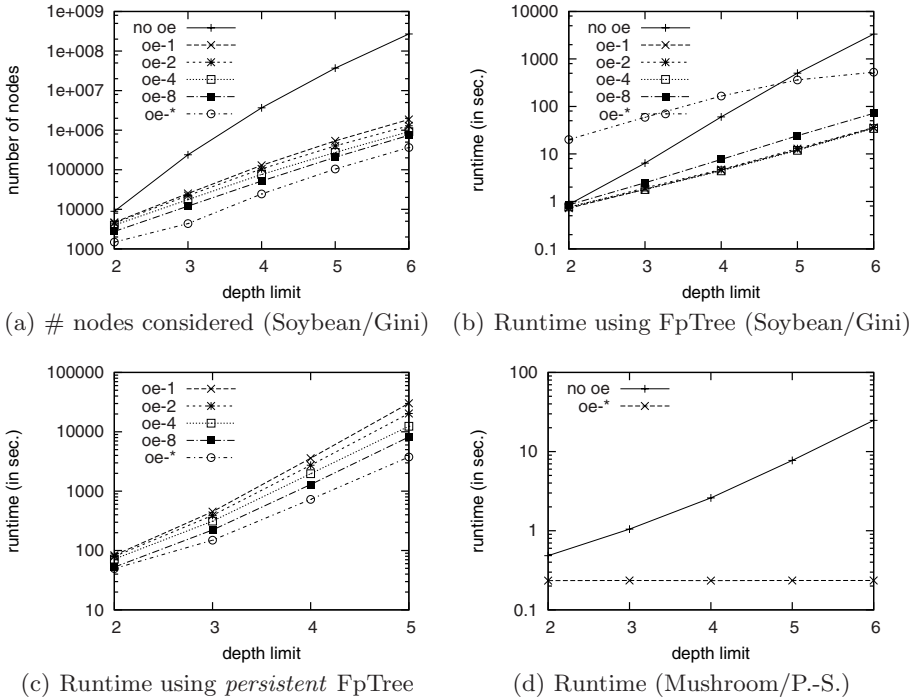 1e+009
1e+008
1e+007
1e+006
100000
10000
1000
number of nodes
no oe
oe-1
oe-2
oe-4
oe-8
oe-*
2 3 4 5 6
depth limit
(a) # nodes considered (Soybean/Gini)
10000
1000
100
10
1
0.1
runtime (in sec.)
no oe
oe-1
oe-2
oe-4
oe-8
oe-*
2 3 4 5 6
depth limit
(b) Runtime using FpTree (Soybean/Gini)
100000
10000
1000
100
10
runtime (in sec.)
oe-1
oe-2
oe-4
oe-8
oe-*
2 3 4 5
depth limit
(c) Runtime using persistent FpTree
100
10
1
0.1
runtime (in sec.)
no oe
oe-*
2 3 4 5 6
depth limit
(d) Runtime (Mushroom/P.-S.)